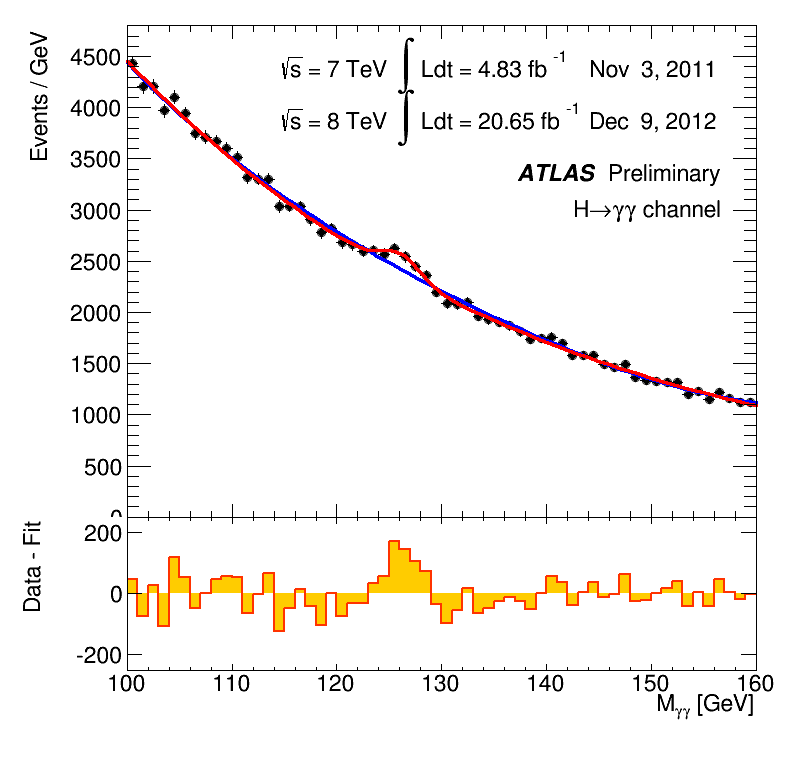 Events / GeV
4500
4000
3500
3000
2500
2000
1500
1000
500
0
√s = 7 TeV ∫ Ldt = 4.83 fb⁻¹ Nov 3, 2011
√s = 8 TeV ∫ Ldt = 20.65 fb⁻¹ Dec 9, 2012
ATLAS Preliminary
H→γγ channel
Data - Fit
200
0
-200
100 110 120 130 140 150 160
Mγγ [GeV]